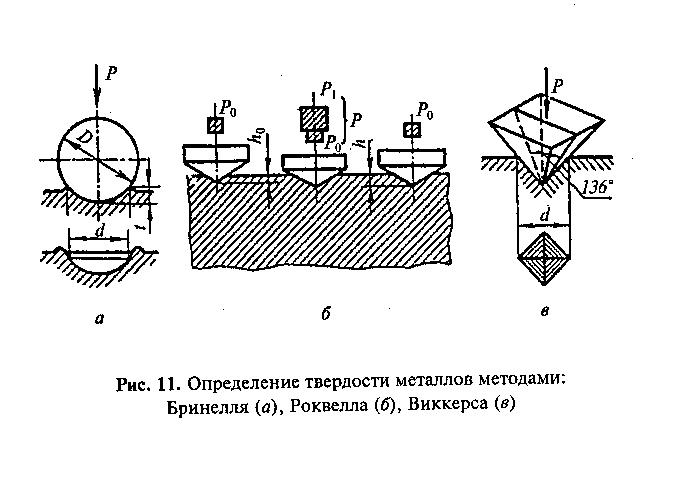 P
D
t
d
а
P₀
h₀
P₁
P₀
P
h
P₀
б
P
136°
d
в
Рис. 11. Определение твердости металлов методами:
Бринелля (а), Роквелла (б), Виккерса (в)